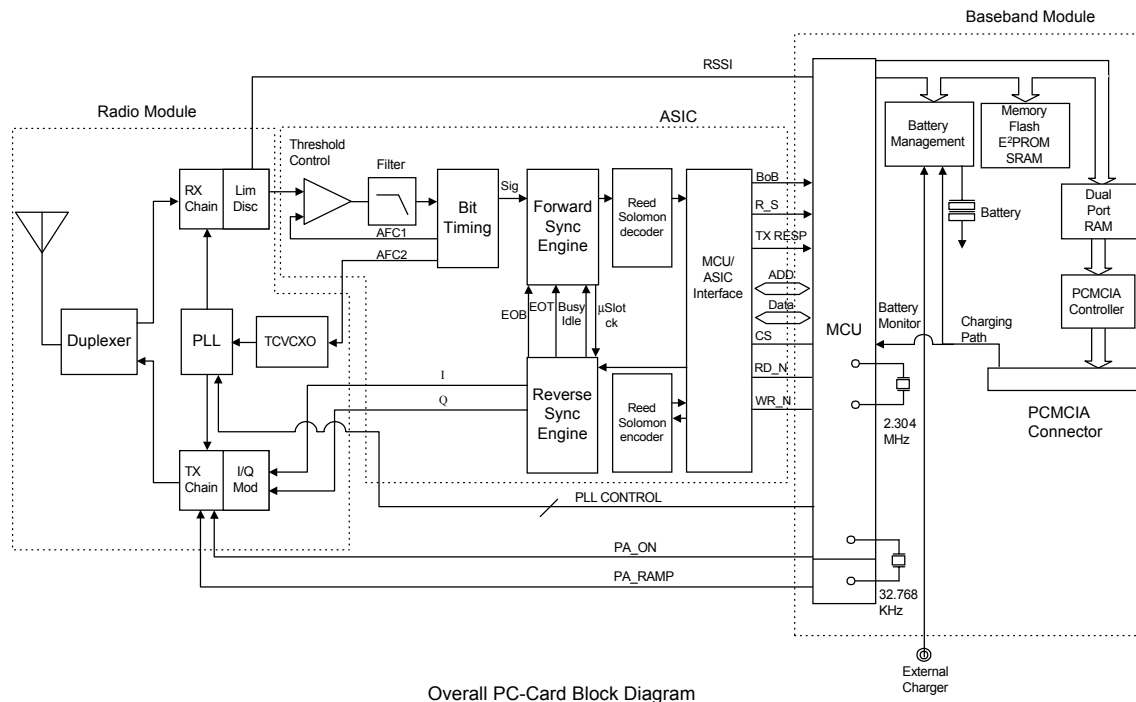 Baseband Module
RSSI
Radio Module
ASIC
Threshold
Control
Filter
RX
Chain
Lim
Disc
Sig
Bit
Timing
AFC1
AFC2
Forward
Sync
Engine
Reed
Solomon
decoder
MCU/
ASIC
Interface
BoB
R_S
TX RESP
ADD
Data
CS
RD_N
WR_N
MCU
Battery
Management
Memory
Flash
E²PROM
SRAM
Battery
Dual
Port
RAM
PCMCIA
Controller
Battery
Monitor
Charging
Path
PCMCIA
Connector
2.304
MHz
EOB
EOT
Busy
Idle
µSlot
ck
Duplexer
PLL
TCVCXO
I
Q
Reverse
Sync
Engine
Reed
Solomon
encoder
TX
Chain
I/Q
Mod
PLL CONTROL
PA_ON
PA_RAMP
32.768
KHz
External
Charger
Overall PC-Card Block Diagram